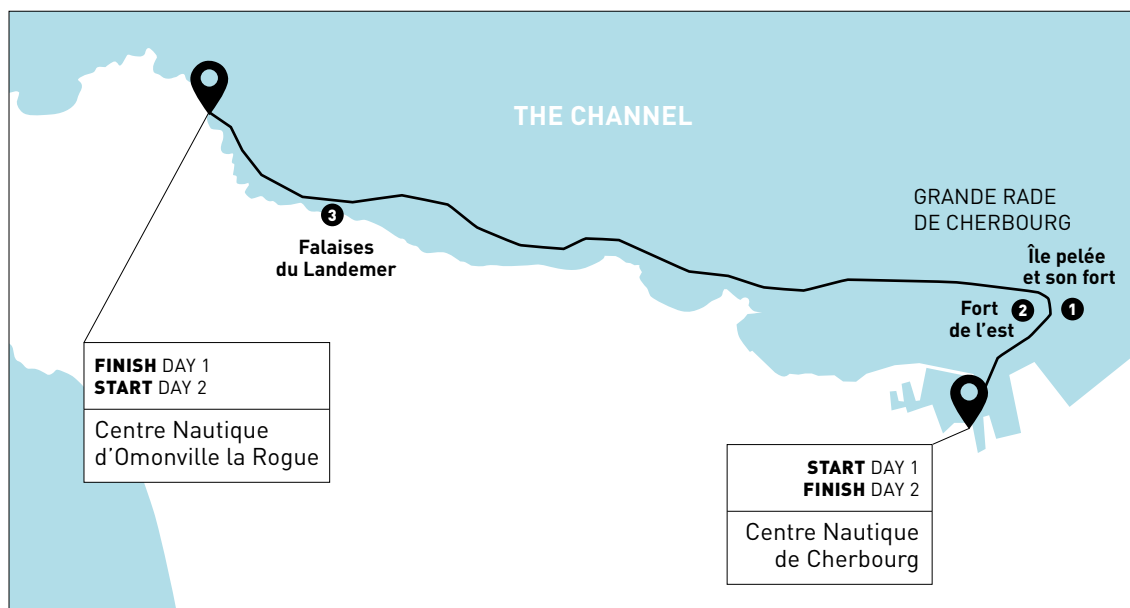 THE CHANNEL
GRANDE RADE
DE CHERBOURG
Île pelée
et son fort
1
2
Fort
de l’est
3
Falaises
du Landemer
FINISH DAY 1
START DAY 2
Centre Nautique
d’Omonville la Rogue
START DAY 1
FINISH DAY 2
Centre Nautique
de Cherbourg